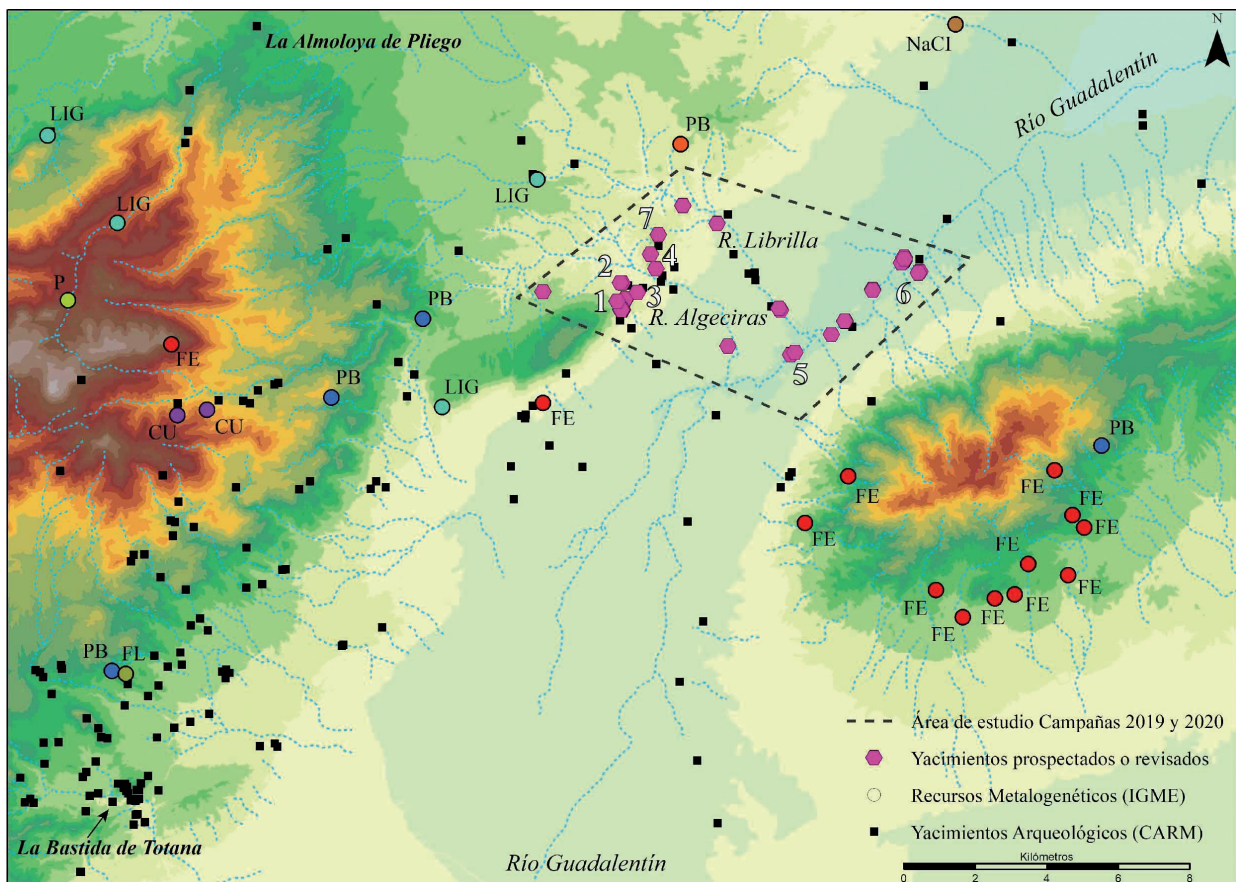 N
NaCl
La Almoloya de Pliego
Río Guadalentín
LIG
PB
LIG
LIG
7
R. Librilla
4
2
6
P
PB
1
3
R. Algeciras
FE
5
PB
LIG
CU
CU
FE
PB
FE
FE
FE
FE
FE
FE
FE
FE
FE
FE
FE
PB
FL
Área de estudio Campañas 2019 y 2020
Yacimientos prospectados o revisados
Recursos Metalogenéticos (IGME)
Yacimientos Arqueológicos (CARM)
La Bastida de Totana
Río Guadalentín
Kilómetros
0 2 4 6 8